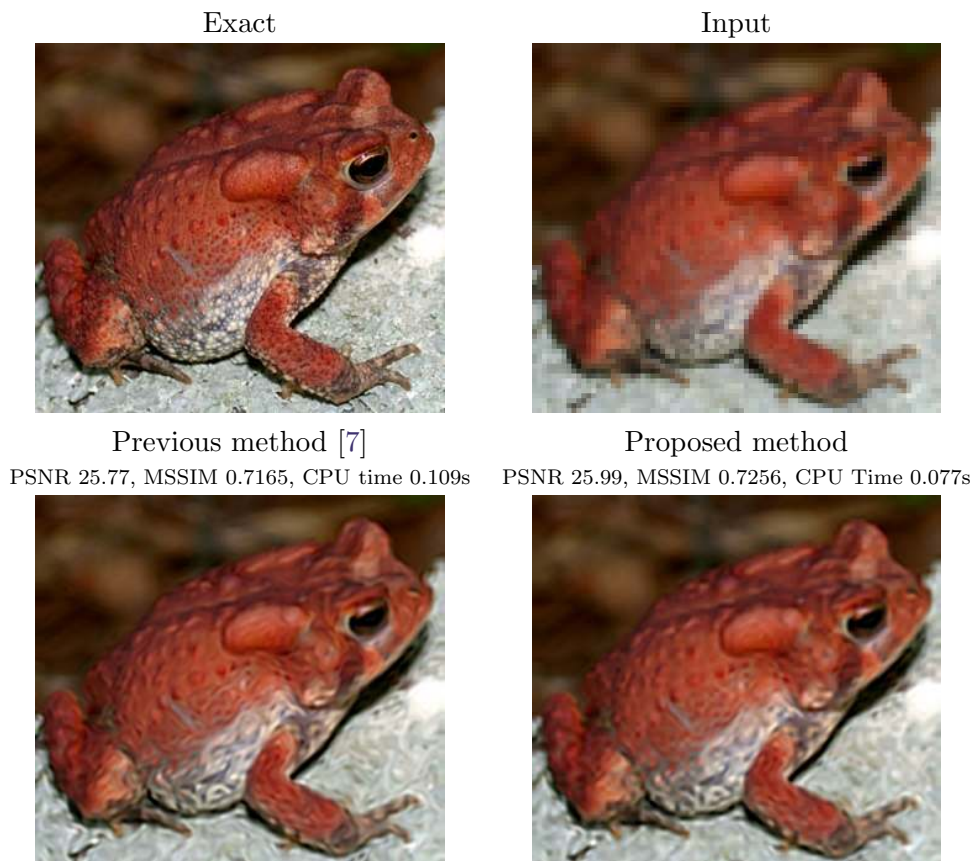 Exact
Input
Previous method [7]
PSNR 25.77, MSSIM 0.7165, CPU time 0.109s
Proposed method
PSNR 25.99, MSSIM 0.7256, CPU Time 0.077s